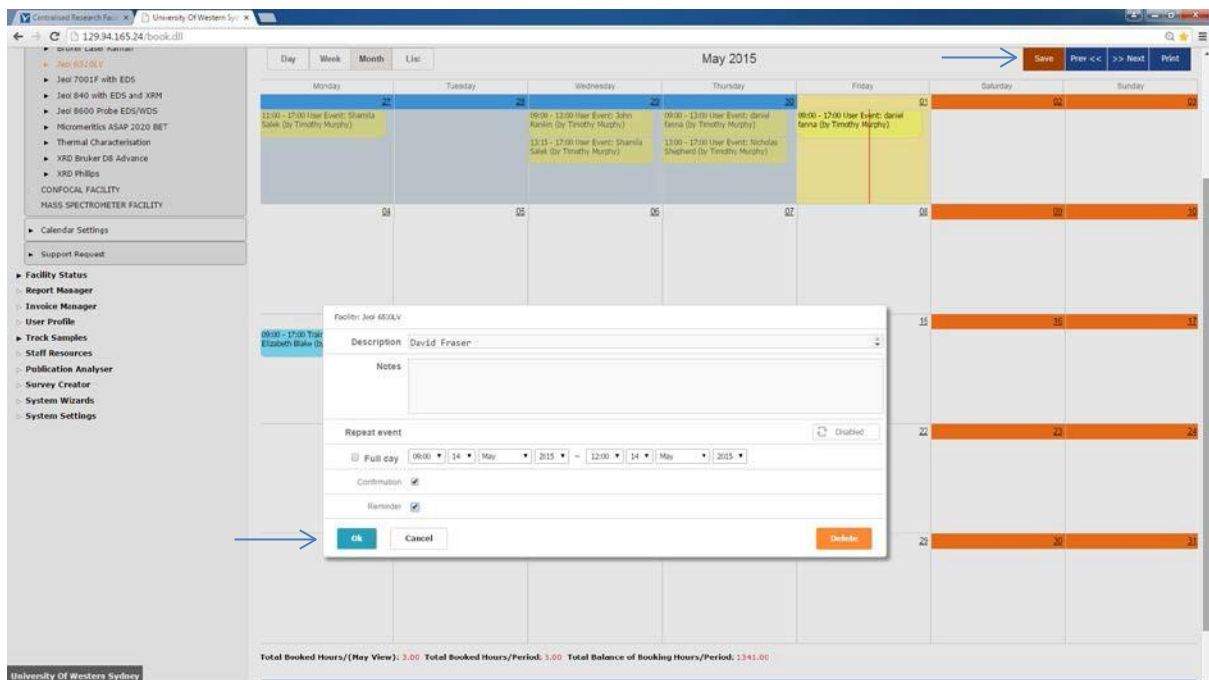 Centralised Research Faci
University Of Western Syd
129.94.165.24/book.dll
Bruker Laser Raman
Jeol 6510LV
Jeol 7001F with EDS
Jeol 840 with EDS and XRM
Jeol 8600 Probe EDS/WDS
Micromeritics ASAP 2020 BET
Thermal Characterisation
XRD Bruker D8 Advance
XRD Philips
CONFOCAL FACILITY
MASS SPECTROMETER FACILITY
Calendar Settings
Support Request
Facility Status
Report Manager
Invoice Manager
User Profile
Track Samples
Staff Resources
Publication Analyser
Survey Creator
System Wizards
System Settings
Day Week Month List
May 2015
Save Prev << >> Next Print
Monday Tuesday Wednesday Thursday Friday Saturday Sunday
27 28 29 30 01 02 03
11:00 - 17:00 User Event: Shamila
Salek (by Timothy Murphy)
09:00 - 13:00 User Event: John
Rankin (by Timothy Murphy)
13:15 - 17:00 User Event: Shamila
Salek (by Timothy Murphy)
09:00 - 13:00 User Event: daniel
fanna (by Timothy Murphy)
13:00 - 17:00 User Event: Nicholas
Shepherd (by Timothy Murphy)
09:00 - 17:00 User Event: daniel
fanna (by Timothy Murphy)
04 05 06 07 08 09 10
15 16 17
09:00 - 17:00 Train
Elizabeth Blake (by
Facility: Jeol 6510LV
Description David Fraser
Notes
Repeat event Disabled
Full day 09:00 14 May 2015 – 12:00 14 May 2015
Confirmation
Reminder
Ok Cancel Delete
22 23 24
29 30 31
Total Booked Hours/(May View): 3.00 Total Booked Hours/Period: 3.00 Total Balance of Booking Hours/Period: 1341.00
University Of Western Sydney